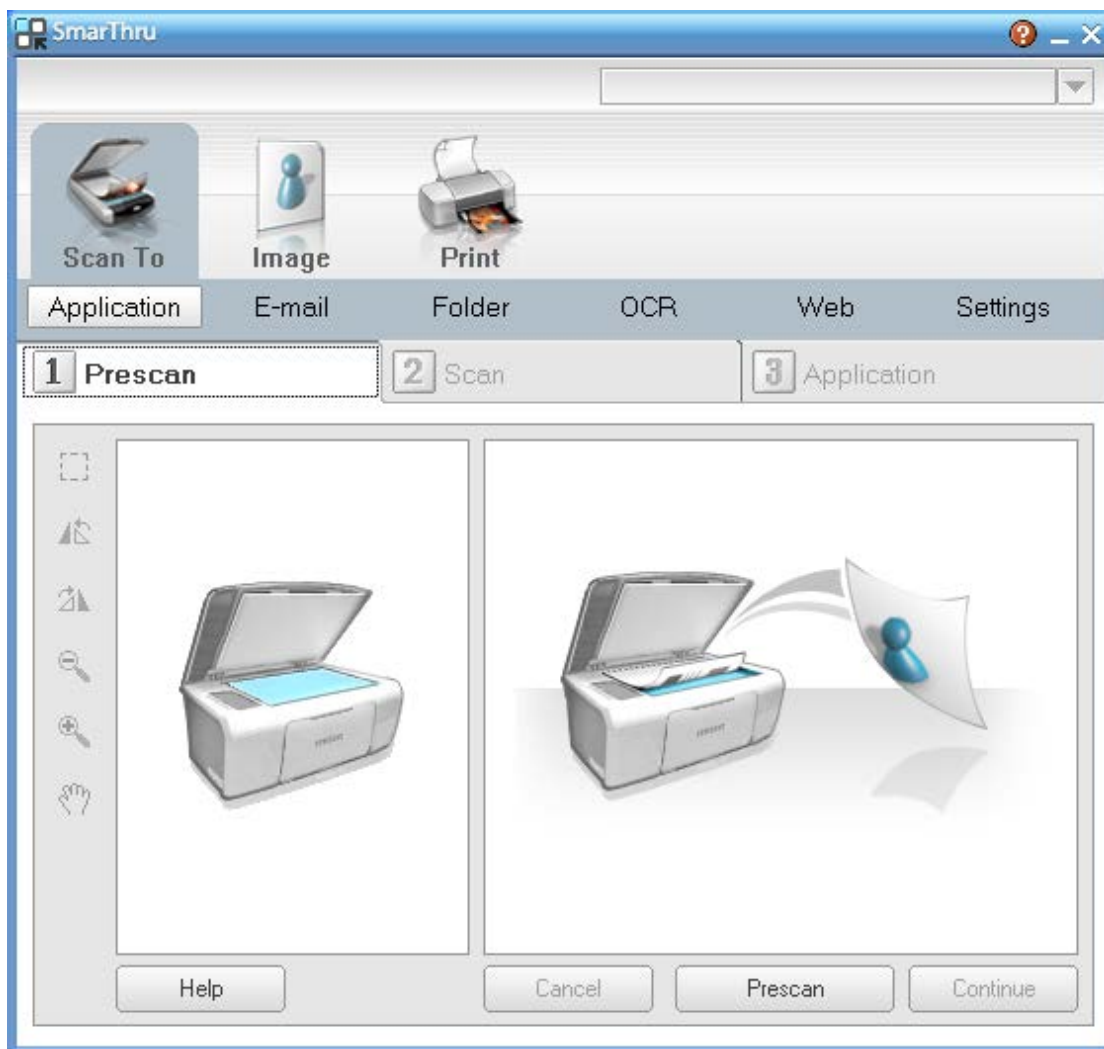 SmarThru
Scan To
Image
Print
Application E-mail Folder OCR Web Settings
1 Prescan 2 Scan 3 Application
Help Cancel Prescan Continue